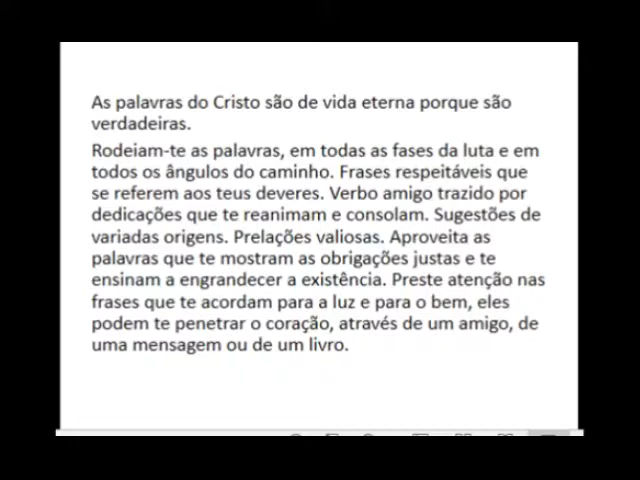 As palavras do Cristo são de vida eterna porque são
verdadeiras.
Rodeiam-te as palavras, em todas as fases da luta e em
todos os ângulos do caminho. Frases respeitáveis que
se referem aos teus deveres. Verbo amigo trazido por
dedicações que te reanimam e consolam. Sugestões de
variadas origens. Prelações valiosas. Aproveita as
palavras que te mostram as obrigações justas e te
ensinam a engrandecer a existência. Preste atenção nas
frases que te acordam para a luz e para o bem, eles
podem te penetrar o coração, através de um amigo, de
uma mensagem ou de um livro.